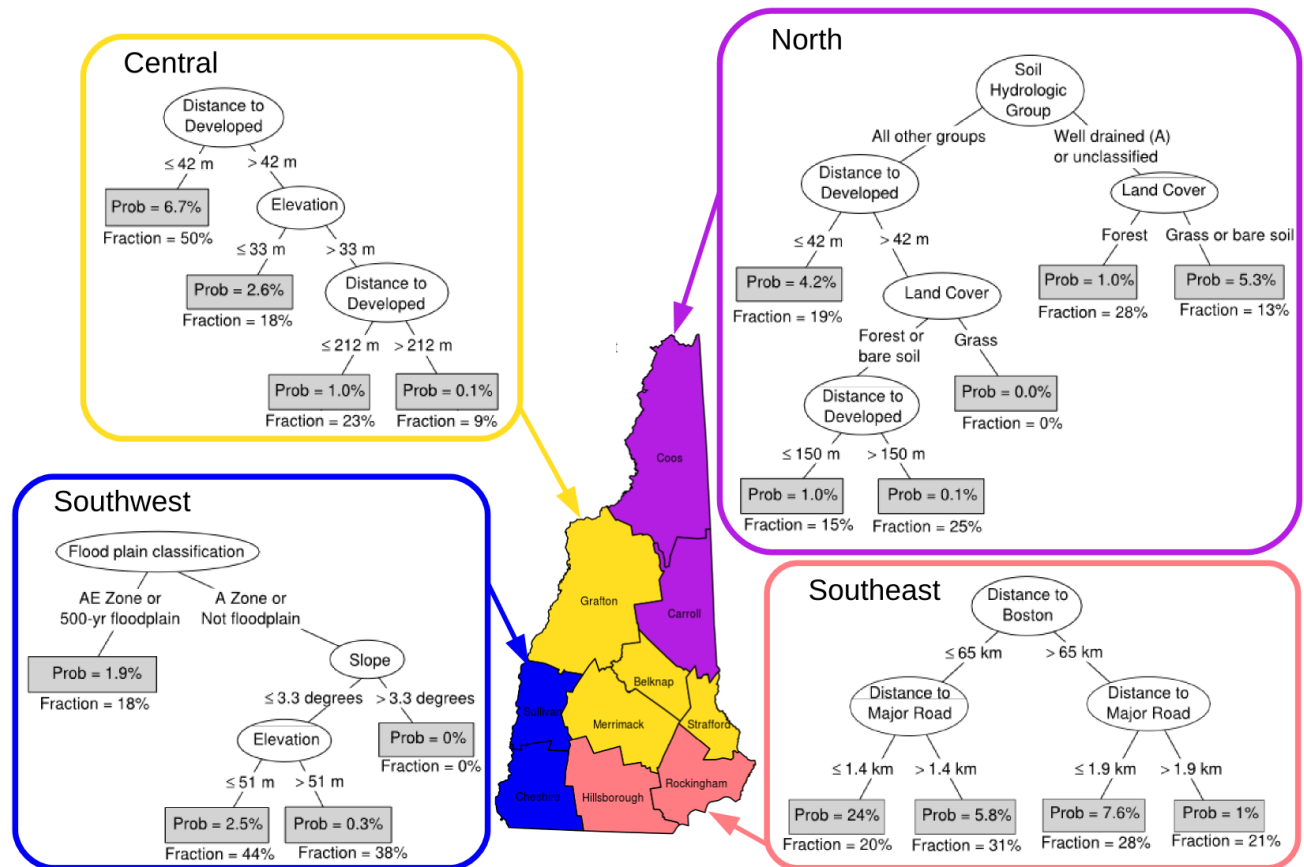 Central
Distance to
Developed
≤ 42 m
> 42 m
Prob = 6.7%
Fraction = 50%
Elevation
≤ 33 m
> 33 m
Prob = 2.6%
Fraction = 18%
Distance to
Developed
≤ 212 m
> 212 m
Prob = 1.0%
Fraction = 23%
Prob = 0.1%
Fraction = 9%
North
Soil
Hydrologic
Group
All other groups
Well drained (A)
or unclassified
Distance to
Developed
Land Cover
≤ 42 m
> 42 m
Forest
Grass or bare soil
Prob = 4.2%
Fraction = 19%
Land Cover
Prob = 1.0%
Fraction = 28%
Prob = 5.3%
Fraction = 13%
Forest or
bare soil
Grass
Distance to
Developed
Prob = 0.0%
Fraction = 0%
≤ 150 m
> 150 m
Prob = 1.0%
Fraction = 15%
Prob = 0.1%
Fraction = 25%
Southwest
Flood plain classification
AE Zone or
500-yr floodplain
A Zone or
Not floodplain
Prob = 1.9%
Fraction = 18%
Slope
≤ 3.3 degrees
> 3.3 degrees
Elevation
Prob = 0%
Fraction = 0%
≤ 51 m
> 51 m
Prob = 2.5%
Fraction = 44%
Prob = 0.3%
Fraction = 38%
Coos
Grafton
Carroll
Belknap
Sullivan
Merrimack
Strafford
Cheshire
Hillsborough
Rockingham
Southeast
Distance to
Boston
≤ 65 km
> 65 km
Distance to
Major Road
Distance to
Major Road
≤ 1.4 km
> 1.4 km
≤ 1.9 km
> 1.9 km
Prob = 24%
Fraction = 20%
Prob = 5.8%
Fraction = 31%
Prob = 7.6%
Fraction = 28%
Prob = 1%
Fraction = 21%